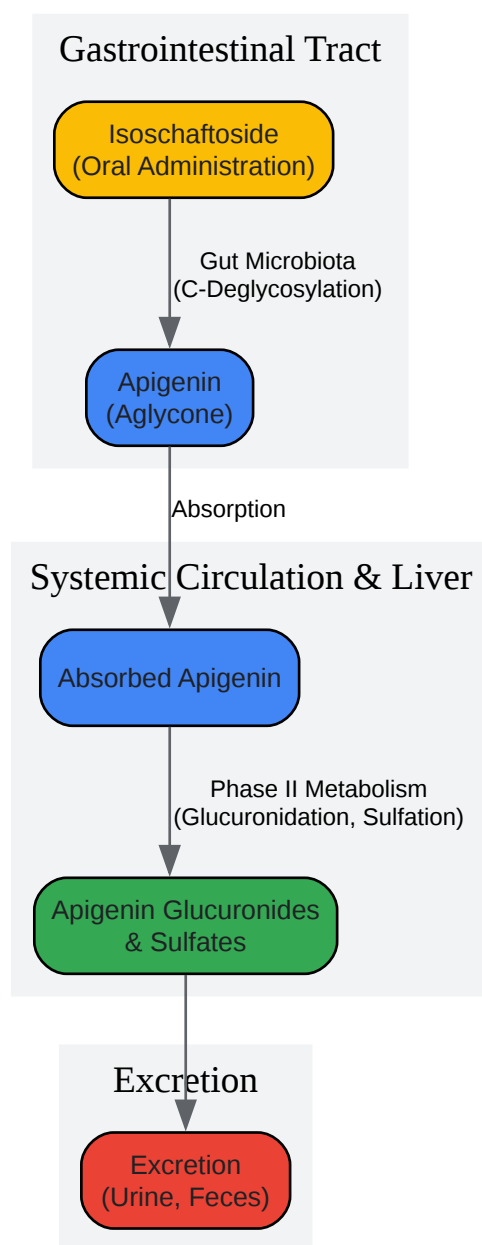 Gastrointestinal Tract
Isoschaftoside
(Oral Administration)
Gut Microbiota
(C-Deglycosylation)
Apigenin
(Aglycone)
Absorption
Systemic Circulation & Liver
Absorbed Apigenin
Phase II Metabolism
(Glucuronidation, Sulfation)
Apigenin Glucuronides
& Sulfates
Excretion
Excretion
(Urine, Feces)